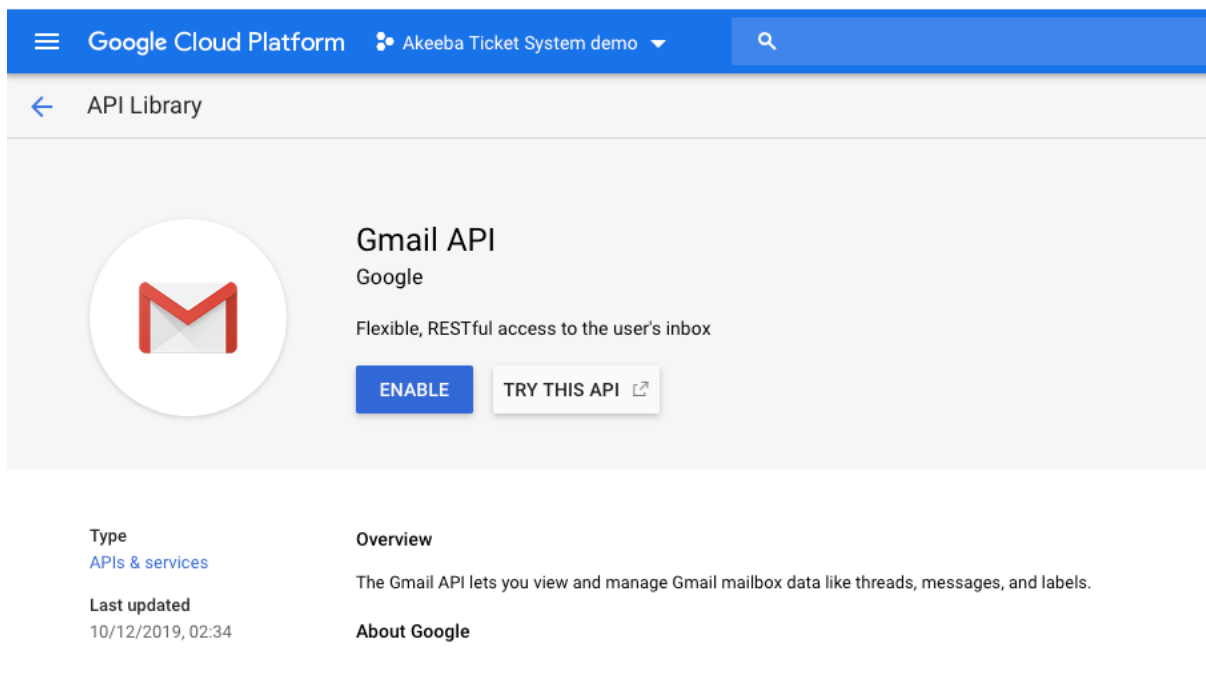 Google Cloud Platform Akeeba Ticket System demo
API Library
Gmail API
Google
Flexible, RESTful access to the user's inbox
ENABLE TRY THIS API
Type
APIs & services
Last updated
10/12/2019, 02:34
Overview
The Gmail API lets you view and manage Gmail mailbox data like threads, messages, and labels.
About Google